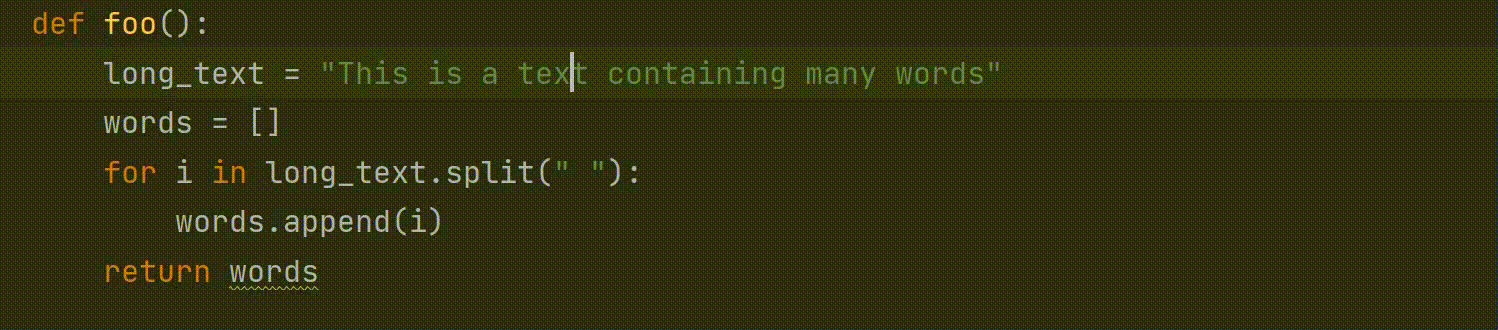 def foo():
    long_text = "This is a text containing many words"
    words = []
    for i in long_text.split(" "):
        words.append(i)
    return words